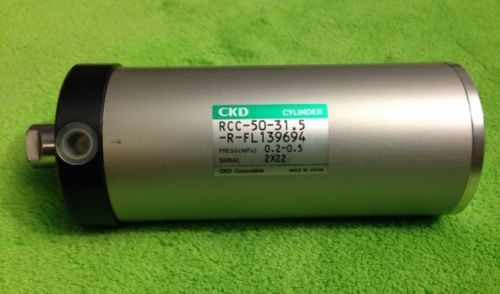 CKD CYLINDER
RCC-50-31.5
-R-FL139694
PRESS(MPa) 0.2-0.5
SERIAL 2X22
CKD Corporation MADE IN JAPAN